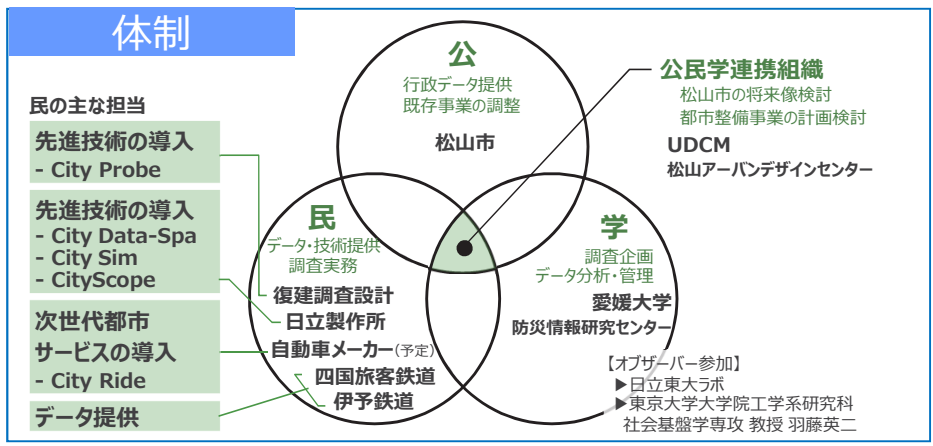 体制
民の主な担当
先進技術の導入
- City Probe
先進技術の導入
- City Data-Spa
- City Sim
- CityScope
次世代都市
サービスの導入
- City Ride
データ提供
公
行政データ提供
既存事業の調整
松山市
公民学連携組織
松山市の将来像検討
都市整備事業の計画検討
UDCM
松山アーバンデザインセンター
民
データ・技術提供
調査実務
復建調査設計
日立製作所
自動車メーカー(予定)
四国旅客鉄道
伊予鉄道
学
調査企画
データ分析・管理
愛媛大学
防災情報研究センター
【オブザーバー参加】
▶日立東大ラボ
▶東京大学大学院工学系研究科
社会基盤学専攻 教授 羽藤英二